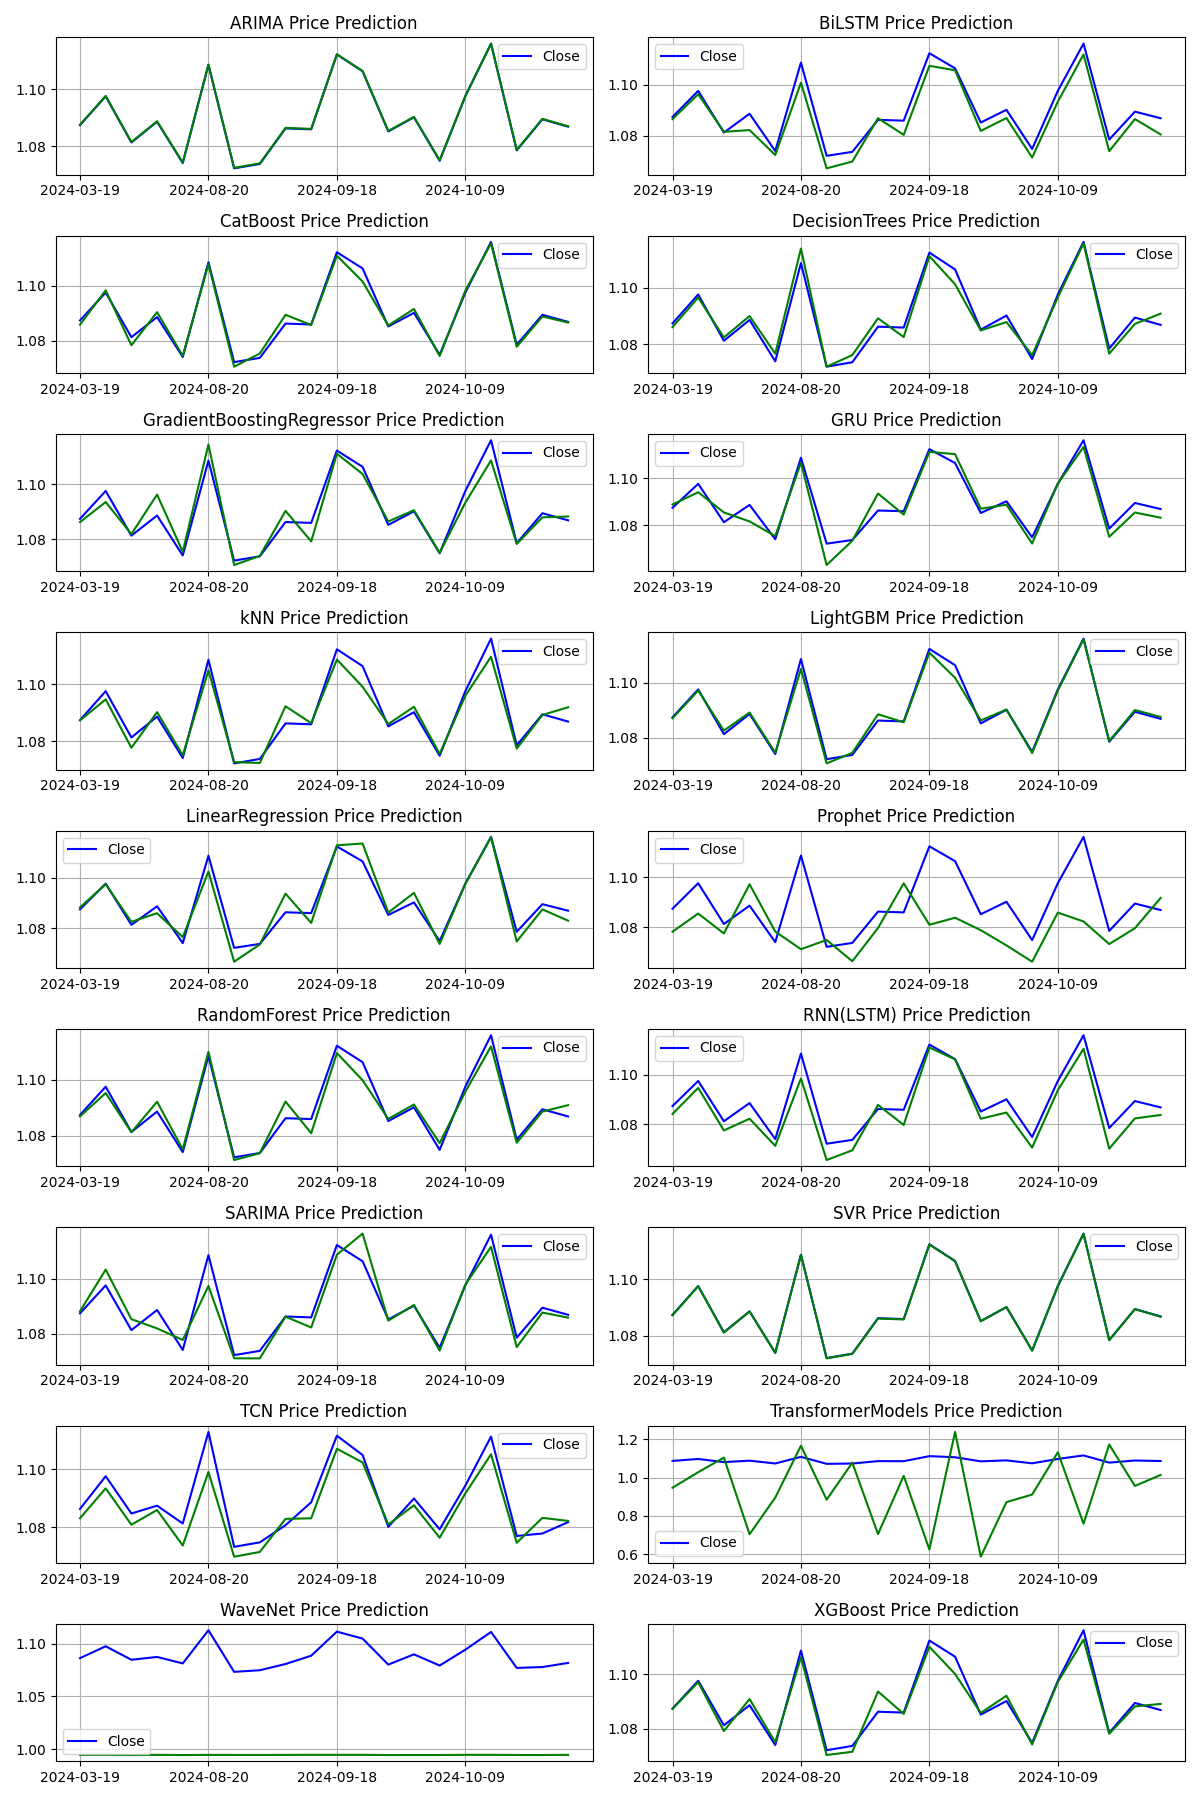 ARIMA Price Prediction
Close
1.10
1.08
2024-03-19 2024-08-20 2024-09-18 2024-10-09
BiLSTM Price Prediction
Close
1.10
1.08
2024-03-19 2024-08-20 2024-09-18 2024-10-09
CatBoost Price Prediction
Close
1.10
1.08
2024-03-19 2024-08-20 2024-09-18 2024-10-09
DecisionTrees Price Prediction
Close
1.10
1.08
2024-03-19 2024-08-20 2024-09-18 2024-10-09
GradientBoostingRegressor Price Prediction
Close
1.10
1.08
2024-03-19 2024-08-20 2024-09-18 2024-10-09
GRU Price Prediction
Close
1.10
1.08
2024-03-19 2024-08-20 2024-09-18 2024-10-09
kNN Price Prediction
Close
1.10
1.08
2024-03-19 2024-08-20 2024-09-18 2024-10-09
LightGBM Price Prediction
Close
1.10
1.08
2024-03-19 2024-08-20 2024-09-18 2024-10-09
LinearRegression Price Prediction
Close
1.10
1.08
2024-03-19 2024-08-20 2024-09-18 2024-10-09
Prophet Price Prediction
Close
1.10
1.08
2024-03-19 2024-08-20 2024-09-18 2024-10-09
RandomForest Price Prediction
Close
1.10
1.08
2024-03-19 2024-08-20 2024-09-18 2024-10-09
RNN(LSTM) Price Prediction
Close
1.10
1.08
2024-03-19 2024-08-20 2024-09-18 2024-10-09
SARIMA Price Prediction
Close
1.10
1.08
2024-03-19 2024-08-20 2024-09-18 2024-10-09
SVR Price Prediction
Close
1.10
1.08
2024-03-19 2024-08-20 2024-09-18 2024-10-09
TCN Price Prediction
Close
1.10
1.08
2024-03-19 2024-08-20 2024-09-18 2024-10-09
TransformerModels Price Prediction
1.2
1.0
0.8
Close
0.6
2024-03-19 2024-08-20 2024-09-18 2024-10-09
WaveNet Price Prediction
1.10
1.05
Close
1.00
2024-03-19 2024-08-20 2024-09-18 2024-10-09
XGBoost Price Prediction
Close
1.10
1.08
2024-03-19 2024-08-20 2024-09-18 2024-10-09